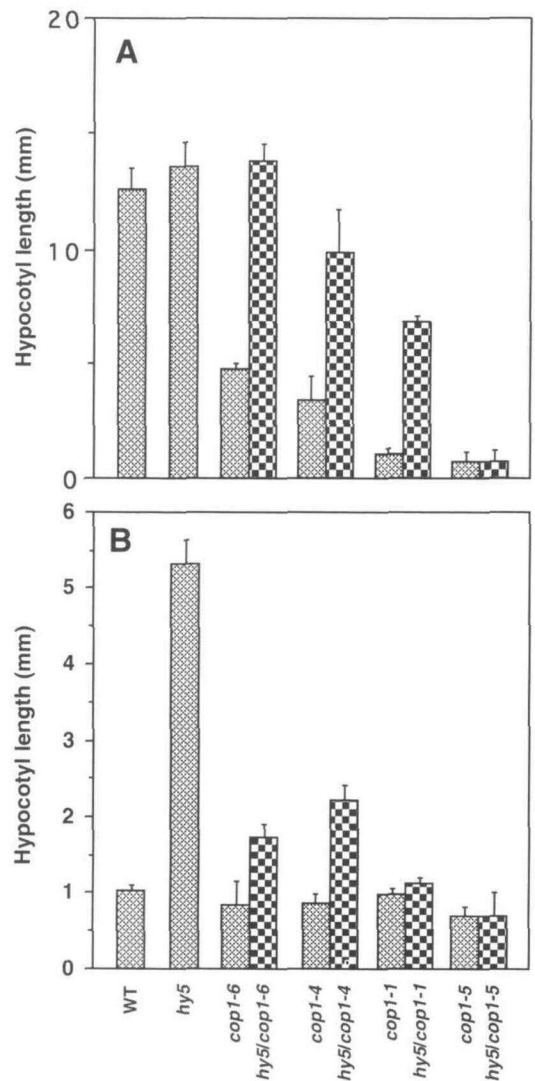 20
A
10
0
Hypocotyl length (mm)
6
B
5
4
3
2
1
0
Hypocotyl length (mm)
WT
hy5
cop1-6
hy5/cop1-6
cop1-4
hy5/cop1-4
cop1-1
hy5/cop1-1
cop1-5
hy5/cop1-5